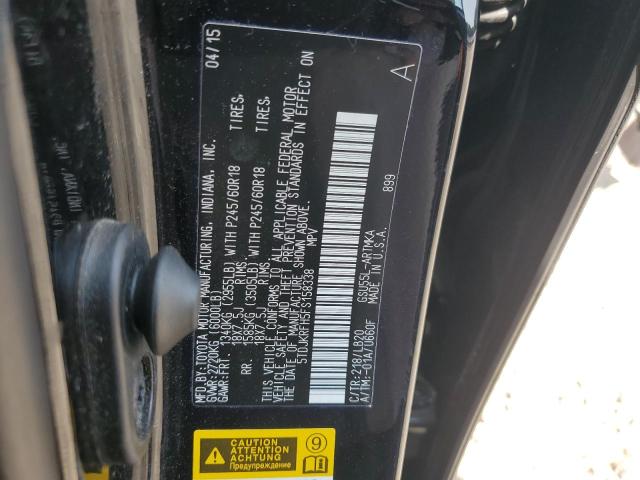 MFD.BY:TOYOTA MOTOR MANUFACTURING, INDIANA, INC. 04/15
GVWR:2720KG (6000LB)
GAWR:FRT. 1340KG (2955LB) WITH P245/60R18 TIRES,
18X7.5J RIMS,
RR. 1585KG (3505LB) WITH P245/60R18 TIRES,
18X7.5J RIMS,
THIS VEHICLE CONFORMS TO ALL APPLICABLE FEDERAL MOTOR
VEHICLE SAFETY AND THEFT PREVENTION STANDARDS IN EFFECT ON
THE DATE OF MANUFACTURE SHOWN ABOVE.
5TDJKRFH5FS158338 MPV
A
899
C/TR:218/LB20 GSU55L-ARTMKA
A/TM:-01A/U660F MADE IN U.S.A.
CAUTION
ATTENTION
ACHTUNG
Предупреждение
9